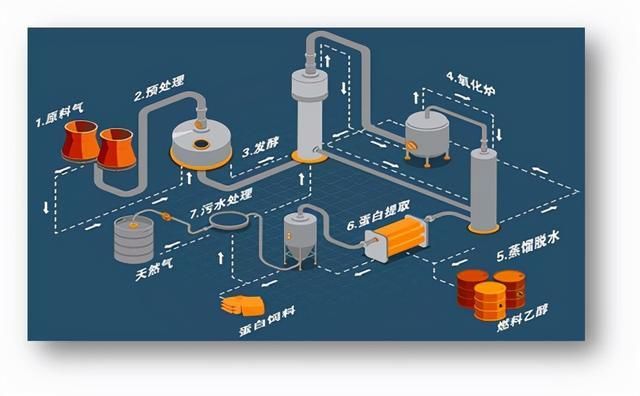 1.原料气
2.预处理
3.发酵
4.氧化炉
5.蒸馏脱水
燃料乙醇
6.蛋白提取
蛋白饲料
7.污水处理
天然气